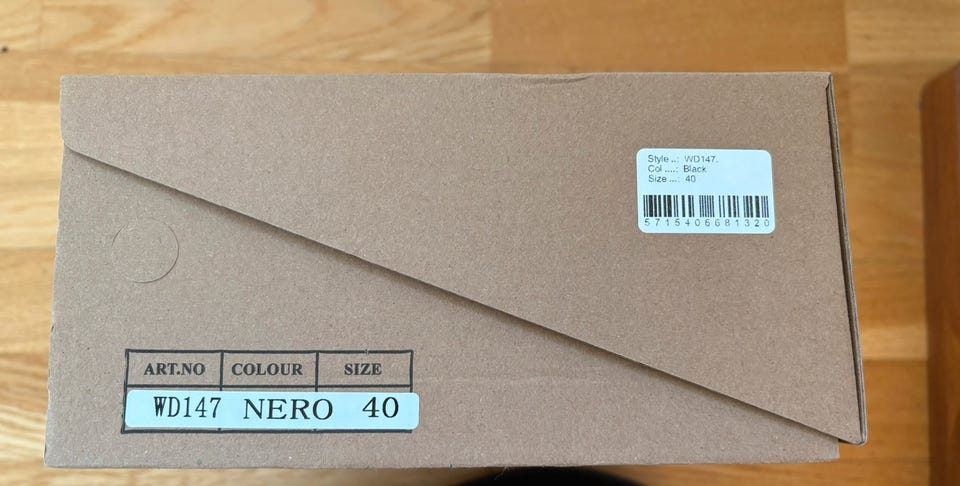 Style ..: WD147.
Col ....: Black
Size ...: 40
5715406681320
ART.NO COLOUR SIZE
WD147 NERO 40